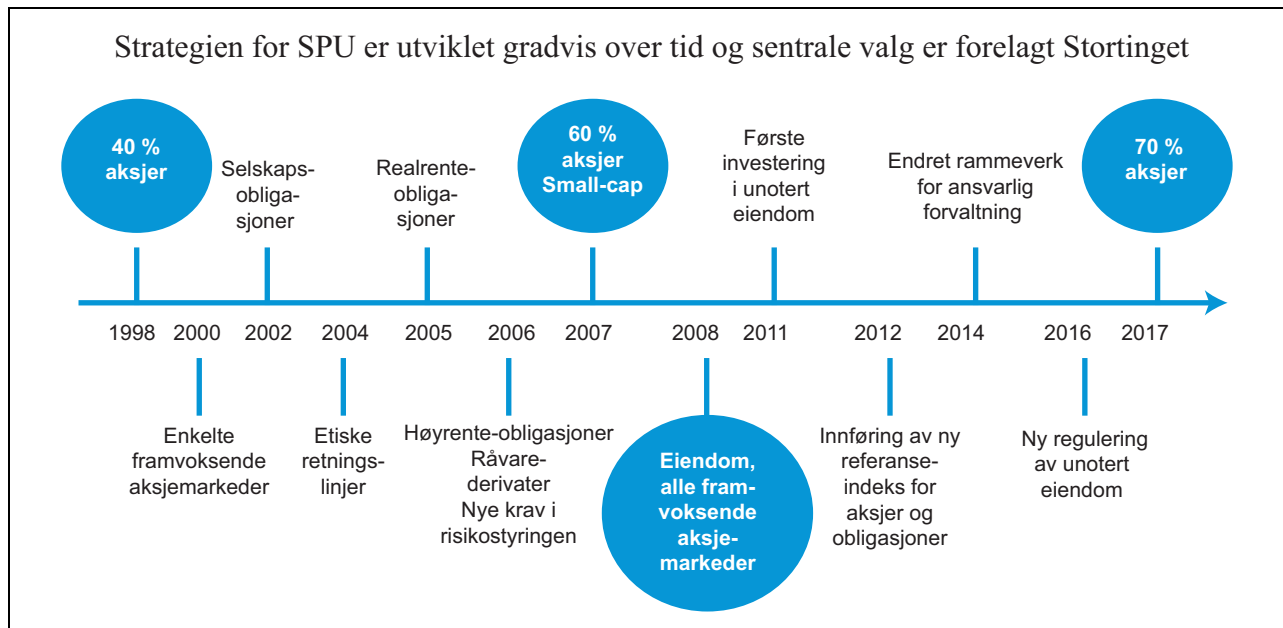 Strategien for SPU er utviklet gradvis over tid og sentrale valg er forelagt Stortinget
40 %
aksjer
Selskaps-
obliga-
sjoner
Realrente-
obliga-
sjoner
60 %
aksjer
Small-cap
Første
investering
i unotert
eiendom
Endret rammeverk
for ansvarlig
forvaltning
70 %
aksjer
1998 2000 2002 2004 2005 2006 2007 2008 2011 2012 2014 2016 2017
Enkelte
framvoksende
aksjemarkeder
Etiske
retnings-
linjer
Høyrente-obligasjoner
Råvare-
derivater
Nye krav i
risikostyringen
Eiendom,
alle fram-
voksende
aksje-
markeder
Innføring av ny
referanse-
indeks for
aksjer og
obligasjoner
Ny regulering
av unotert
eiendom